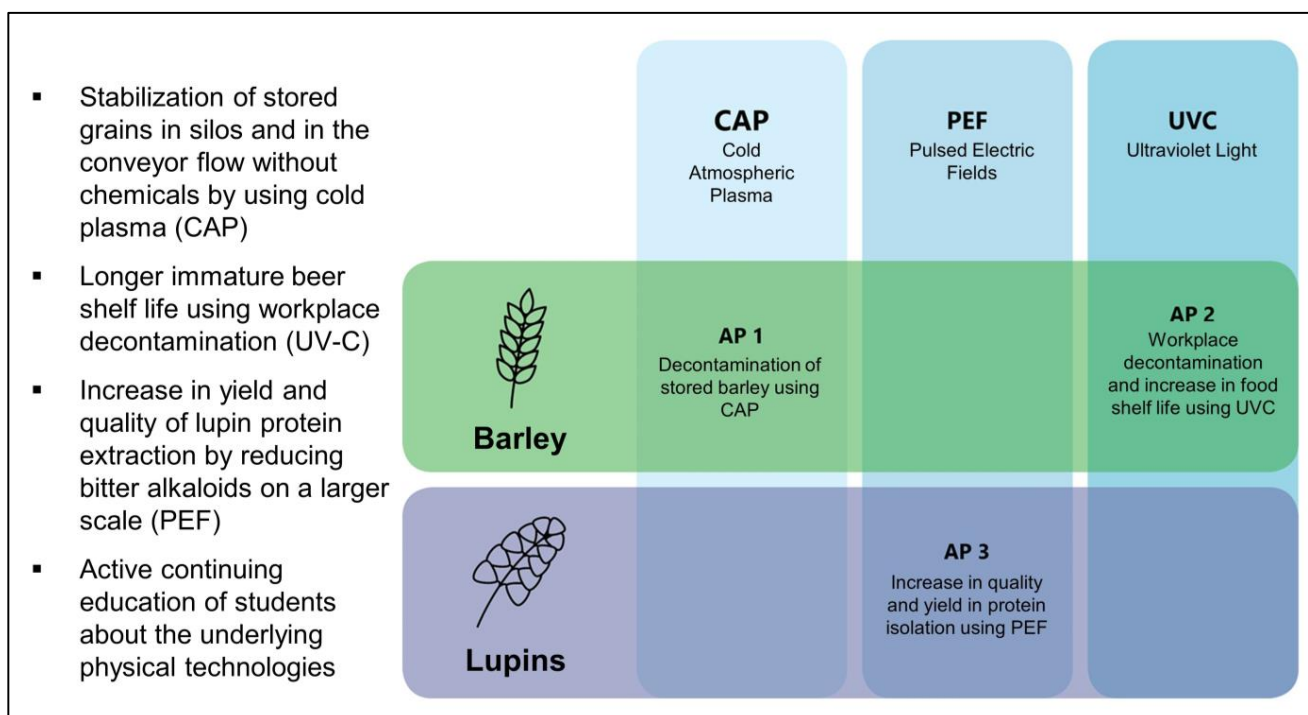 ▪ Stabilization of stored
grains in silos and in the
conveyor flow without
chemicals by using cold
plasma (CAP)
▪ Longer immature beer
shelf life using workplace
decontamination (UV-C)
▪ Increase in yield and
quality of lupin protein
extraction by reducing
bitter alkaloids on a larger
scale (PEF)
▪ Active continuing
education of students
about the underlying
physical technologies
CAP
Cold
Atmospheric
Plasma
PEF
Pulsed Electric
Fields
UVC
Ultraviolet Light
Barley
AP 1
Decontamination of
stored barley using
CAP
AP 2
Workplace
decontamination
and increase in food
shelf life using UVC
Lupins
AP 3
Increase in quality
and yield in protein
isolation using PEF